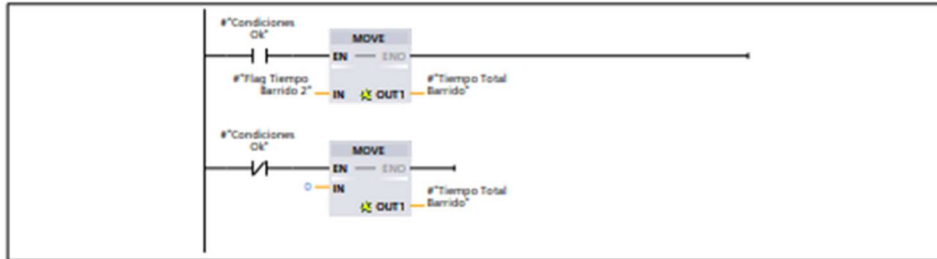 #"Condiciones
Ok"
MOVE
EN — ENO
#"Flag Tiempo
Barrido 2"
IN
OUT1
#"Tiempo Total
Barrido"
#"Condiciones
Ok"
MOVE
EN — ENO
0
IN
OUT1
#"Tiempo Total
Barrido"